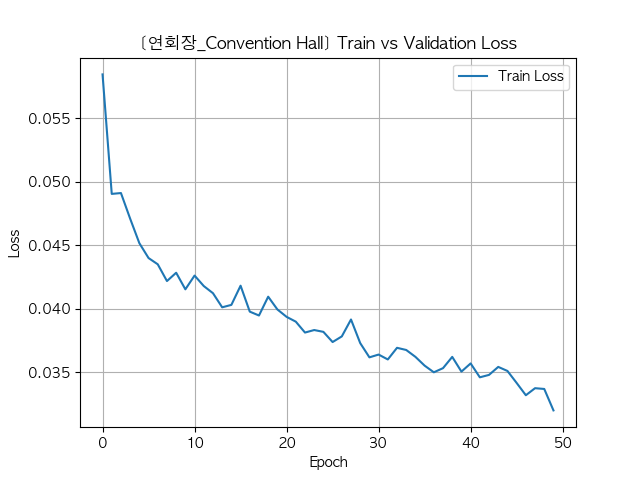 [연회장_Convention Hall] Train vs Validation Loss
Train Loss
0.055
0.050
0.045
0.040
0.035
Loss
0 10 20 30 40 50
Epoch